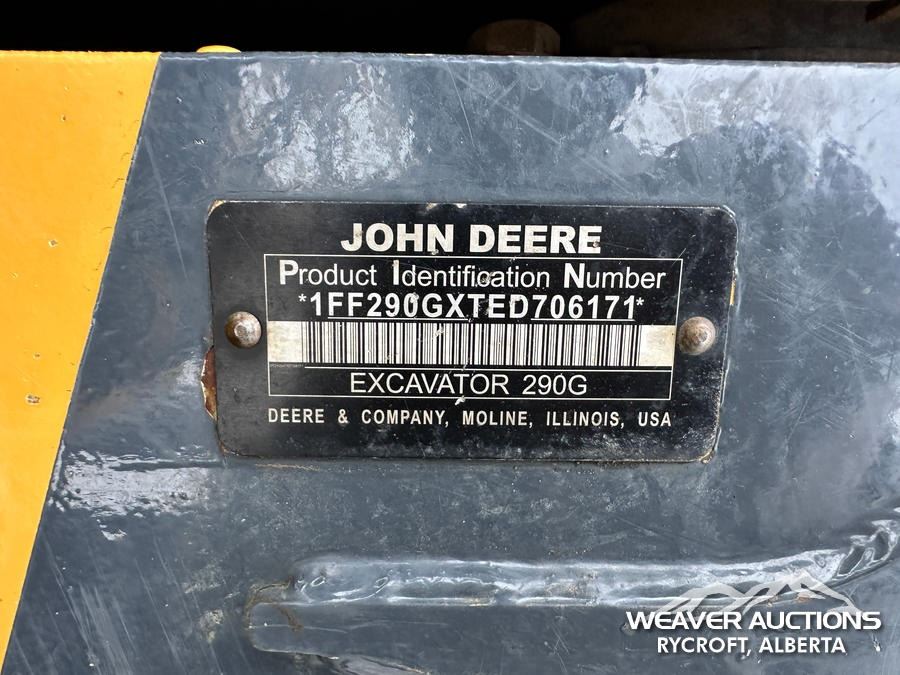 JOHN DEERE
Product Identification Number
*1FF290GXTED706171*
EXCAVATOR 290G
DEERE & COMPANY, MOLINE, ILLINOIS, USA
WEAVER AUCTIONS
RYCROFT, ALBERTA